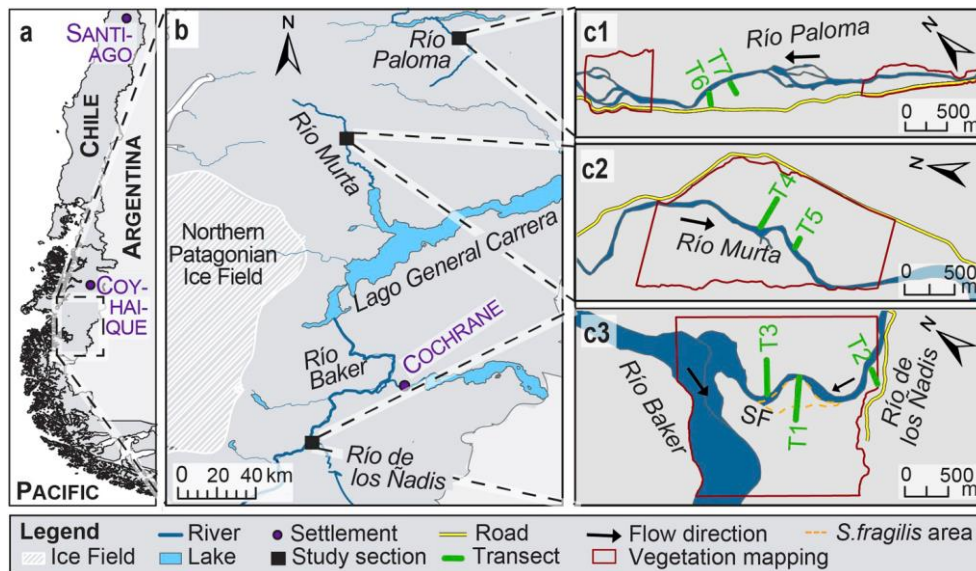 a
SANTI-
AGO
CHILE
ARGENTINA
COY-
HAI-
QUE
PACIFIC
b
N
Río
Paloma
Río Murta
Northern
Patagonian
Ice Field
Lago General Carrera
COCHRANE
Río
Baker
Río de
los Ñadis
0 20 40 km
c1
Río Paloma
N
T6
T7
0 500
m
c2
N
T4
T5
Río Murta
0 500
m
c3
N
Río Baker
T3
SF
T1
T2
Río de
los Ñadis
0 500
m
Legend
River
Settlement
Road
Flow direction
S.fragilis area
Ice Field
Lake
Study section
Transect
Vegetation mapping